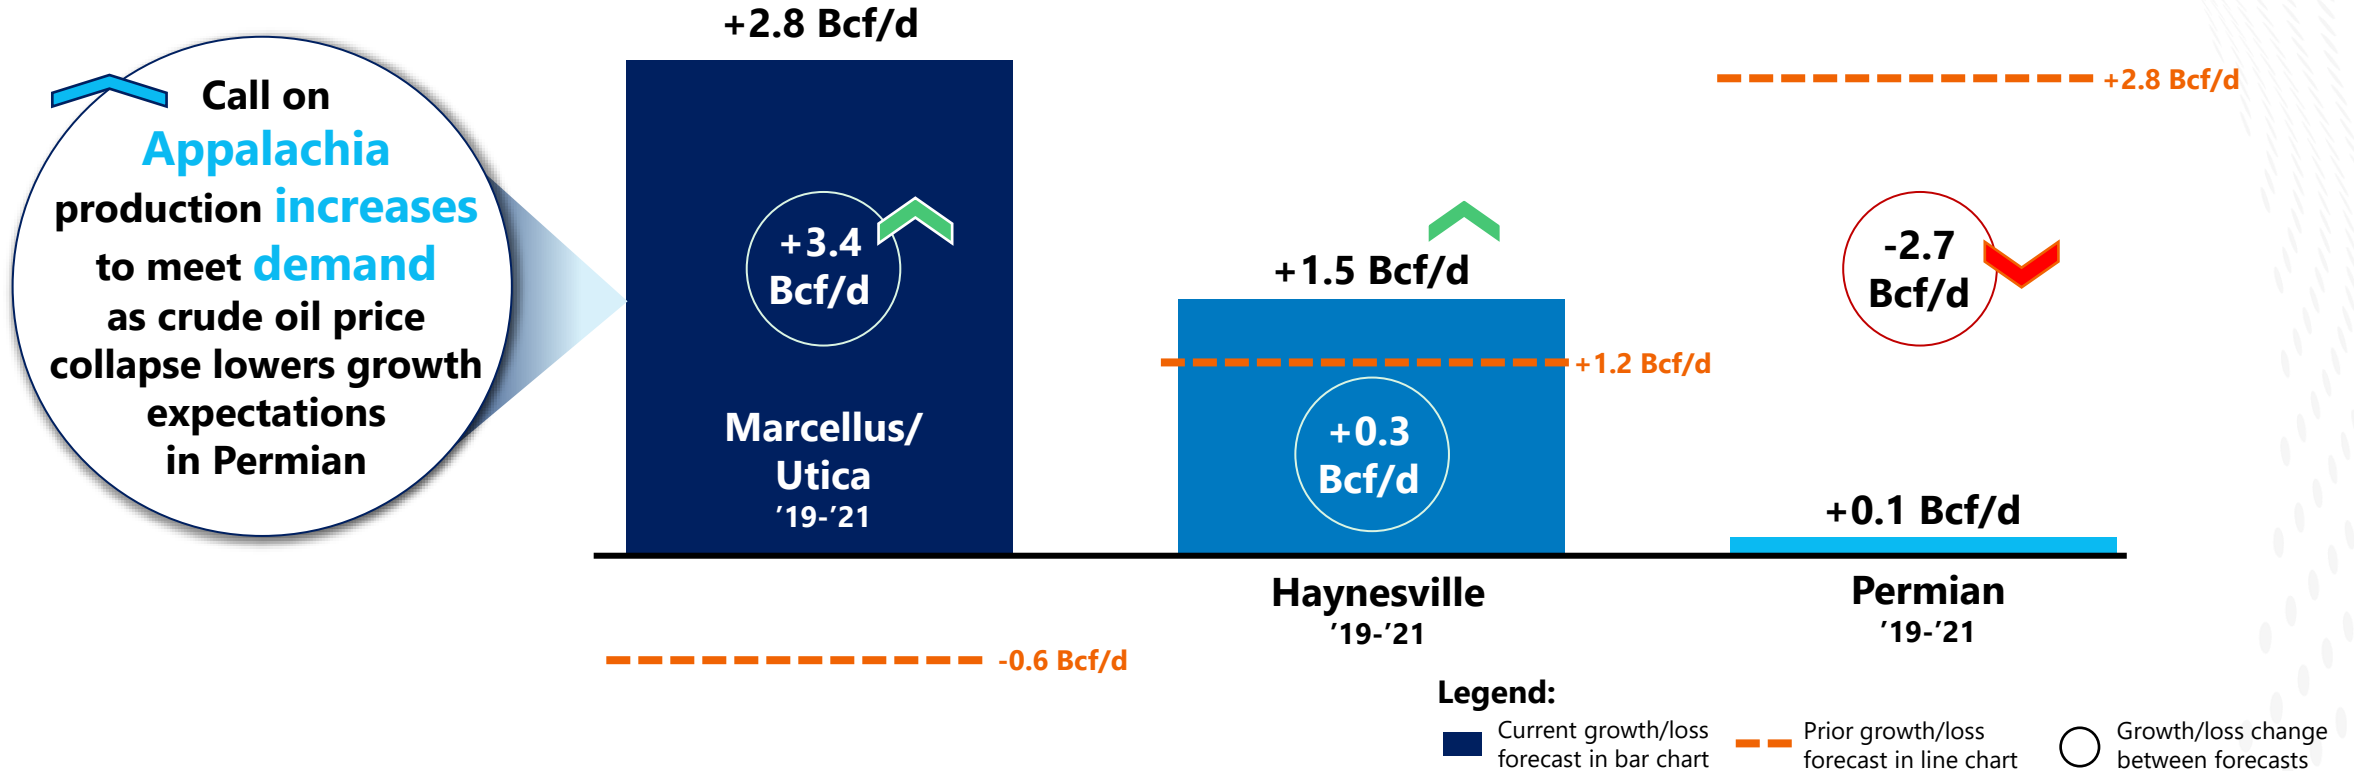 Call on
Appalachia
production increases
to meet demand
as crude oil price
collapse lowers growth
expectations
in Permian
+2.8 Bcf/d
+3.4
Bcf/d
Marcellus/
Utica
’19-’21
-0.6 Bcf/d
+1.5 Bcf/d
+1.2 Bcf/d
+0.3
Bcf/d
Haynesville
’19-’21
+2.8 Bcf/d
-2.7
Bcf/d
+0.1 Bcf/d
Permian
’19-’21
Legend:
Current growth/loss
forecast in bar chart
Prior growth/loss
forecast in line chart
Growth/loss change
between forecasts